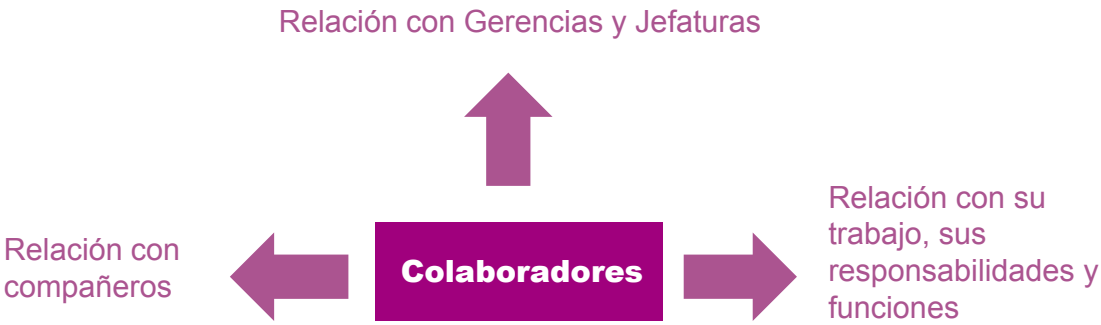 Relación con Gerencias y Jefaturas
Relación con
compañeros
Colaboradores
Relación con su
trabajo, sus
responsabilidades y
funciones